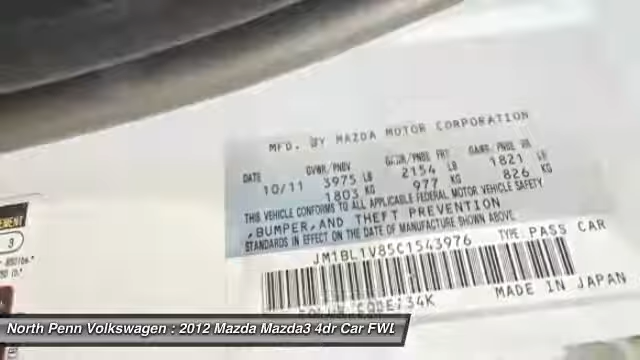 MFD. BY MAZDA MOTOR CORPORATION
DATE GVWR/PNBV GAWR/PNBE FRT GAWR/PNBE RR
10/11 3975 LB 2154 LB 1821 LB
1803 KG 977 KG 826 KG
THIS VEHICLE CONFORMS TO ALL APPLICABLE FEDERAL MOTOR VEHICLE SAFETY
,BUMPER, AND THEFT PREVENTION
STANDARDS IN EFFECT ON THE DATE OF MANUFACTURE SHOWN ABOVE.
JM1BL1V85C1543976 TYPE:PASS CAR
34K
MADE IN JAPAN
3
North Penn Volkswagen : 2012 Mazda Mazda3 4dr Car FWD